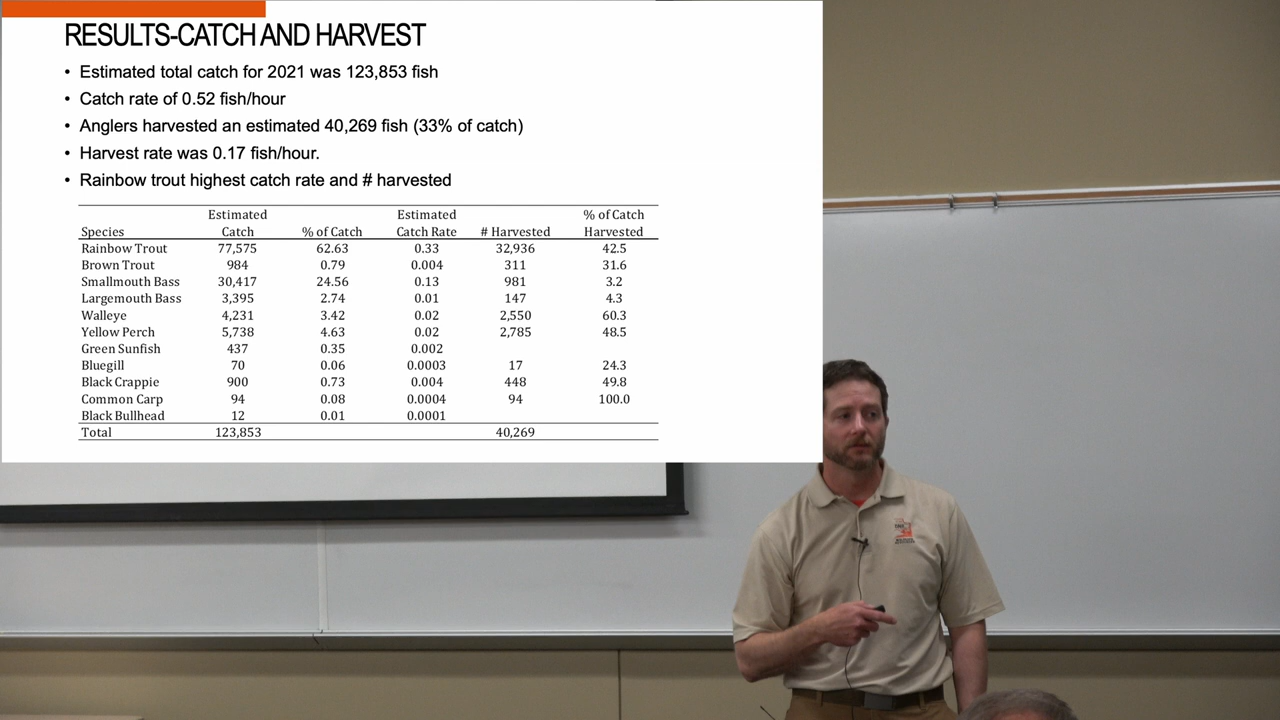 RESULTS-CATCH AND HARVEST
• Estimated total catch for 2021 was 123,853 fish
• Catch rate of 0.52 fish/hour
• Anglers harvested an estimated 40,269 fish (33% of catch)
• Harvest rate was 0.17 fish/hour.
• Rainbow trout highest catch rate and # harvested
Estimated Estimated % of Catch
Species Catch % of Catch Catch Rate # Harvested Harvested
Rainbow Trout 77,575 62.63 0.33 32,936 42.5
Brown Trout 984 0.79 0.004 311 31.6
Smallmouth Bass 30,417 24.56 0.13 981 3.2
Largemouth Bass 3,395 2.74 0.01 147 4.3
Walleye 4,231 3.42 0.02 2,550 60.3
Yellow Perch 5,738 4.63 0.02 2,785 48.5
Green Sunfish 437 0.35 0.002
Bluegill 70 0.06 0.0003 17 24.3
Black Crappie 900 0.73 0.004 448 49.8
Common Carp 94 0.08 0.0004 94 100.0
Black Bullhead 12 0.01 0.0001
Total 123,853 40,269